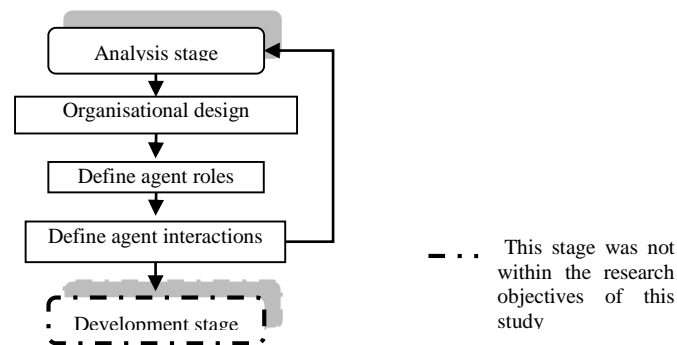 Analysis stage
Organisational design
Define agent roles
Define agent interactions
Development stage
This stage was not
within the research
objectives of this
study